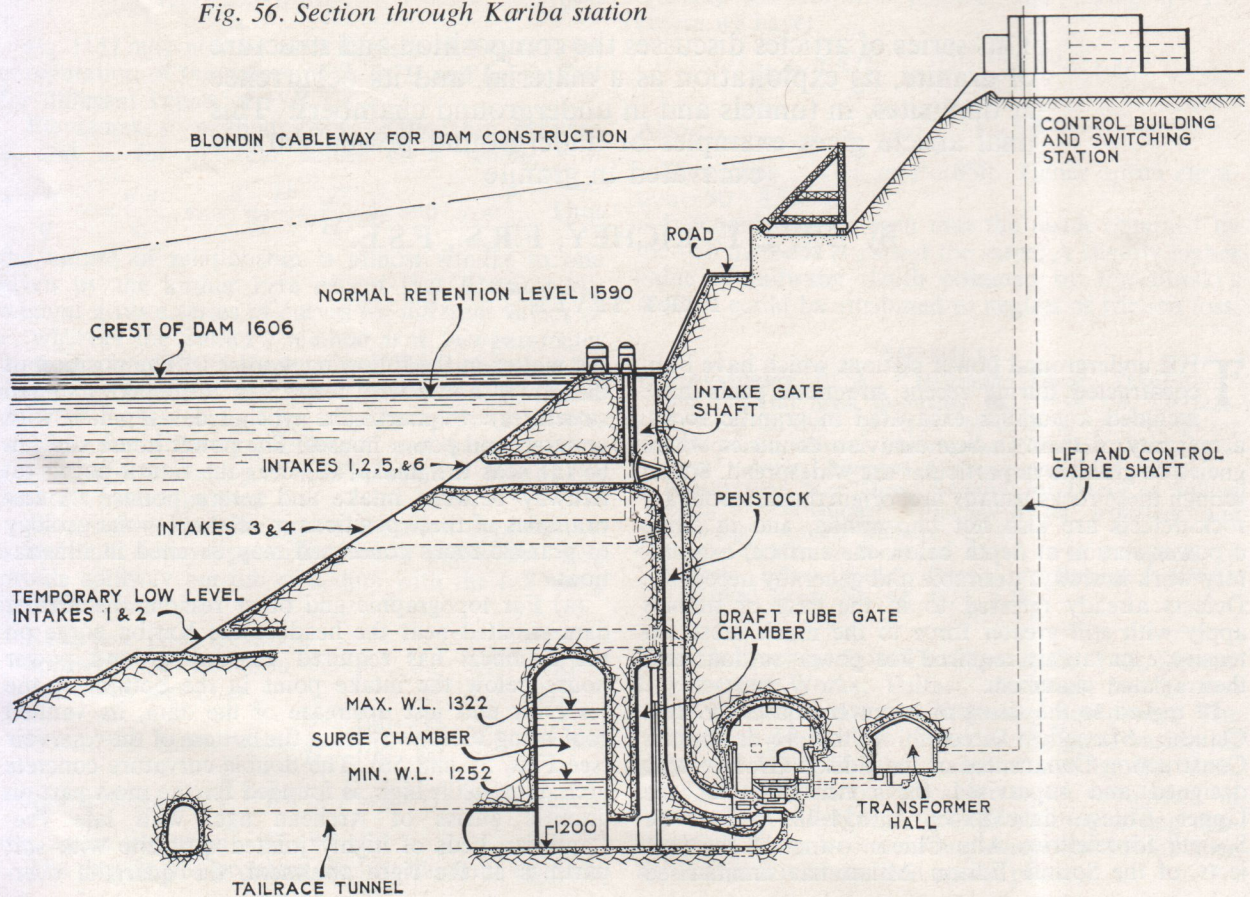 Fig. 56. Section through Kariba station
BLONDIN CABLEWAY FOR DAM CONSTRUCTION
CONTROL BUILDING
AND SWITCHING
STATION
ROAD
NORMAL RETENTION LEVEL 1590
CREST OF DAM 1606
INTAKE GATE
SHAFT
INTAKES 1,2,5,&6
LIFT AND CONTROL
CABLE SHAFT
PENSTOCK
INTAKES 3&4
TEMPORARY LOW LEVEL
INTAKES 1&2
DRAFT TUBE GATE
CHAMBER
MAX. W.L. 1322
SURGE CHAMBER
MIN. W.L. 1252
1200
TRANSFORMER
HALL
TAILRACE TUNNEL